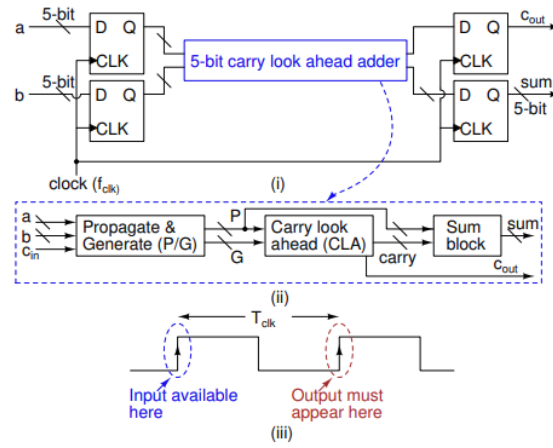 a
5-bit
D Q
CLK
5-bit carry look ahead adder
D Q
CLK
c_out
b
5-bit
D Q
CLK
D Q
CLK
sum
5-bit
clock (f_clk)
(i)
a
b
c_in
Propagate &
Generate (P/G)
P
G
Carry look
ahead (CLA)
carry
Sum
block
sum
c_out
(ii)
T_clk
Input available
here
Output must
appear here
(iii)